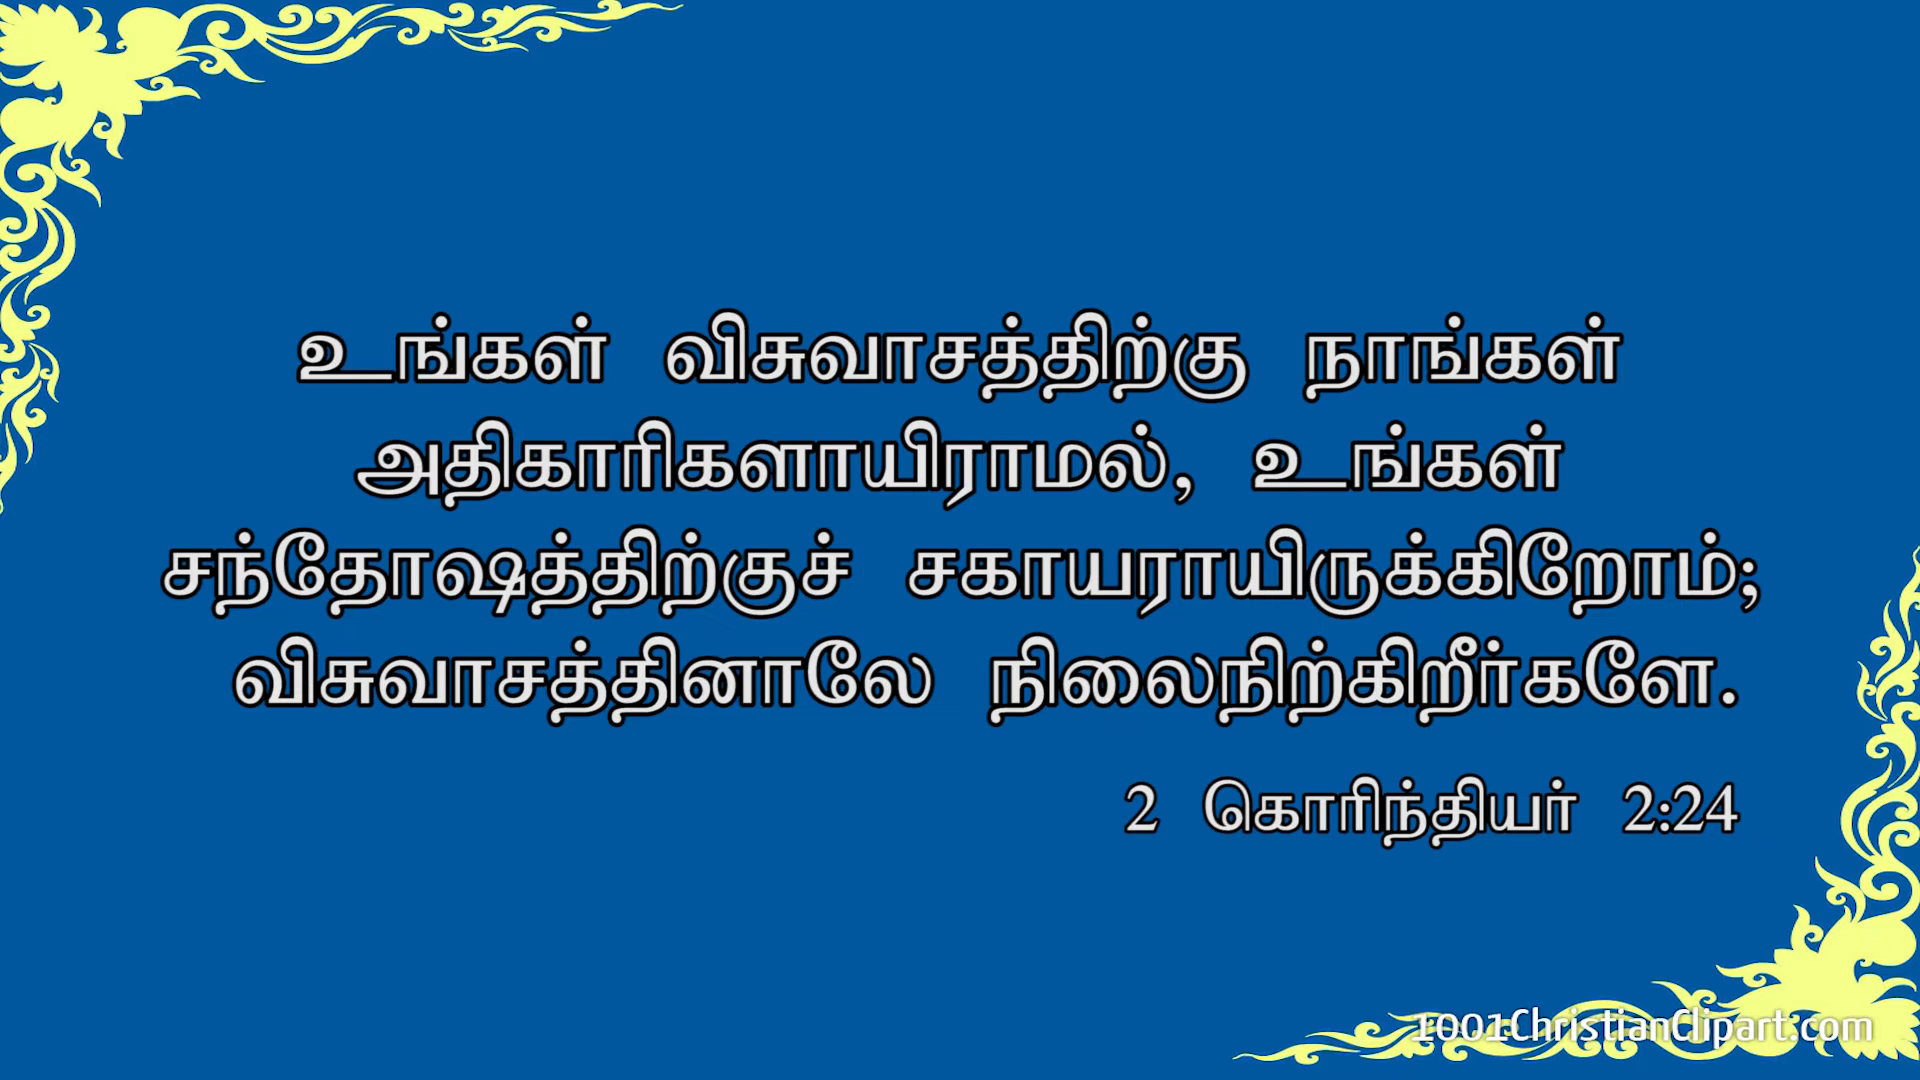 உங்கள் விசுவாசத்திற்கு நாங்கள்
அதிகாரிகளாயிராமல், உங்கள்
சந்தோஷத்திற்குச் சகாயராயிருக்கிறோம்;
விசுவாசத்தினாலே நிலைநிற்கிறீர்களே.
2 கொரிந்தியர் 2:24
1001ChristianClipart.com